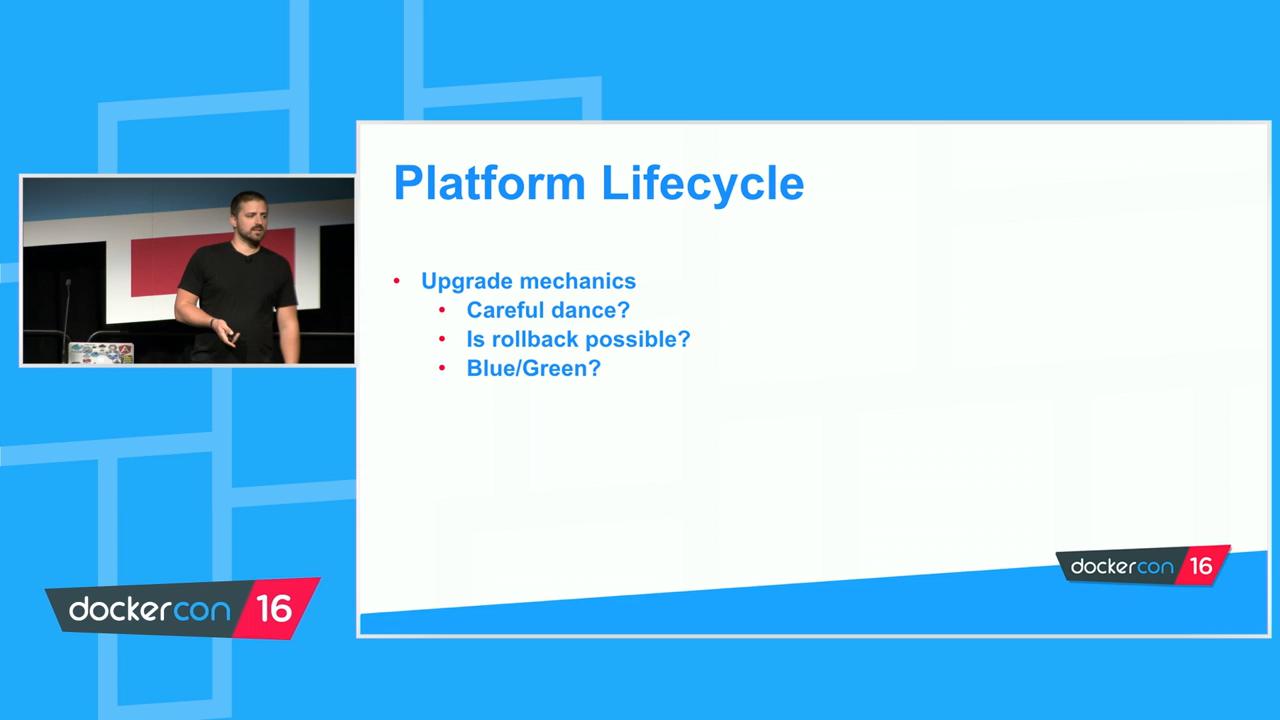 Platform Lifecycle
• Upgrade mechanics
• Careful dance?
• Is rollback possible?
• Blue/Green?
dockercon 16
dockercon 16